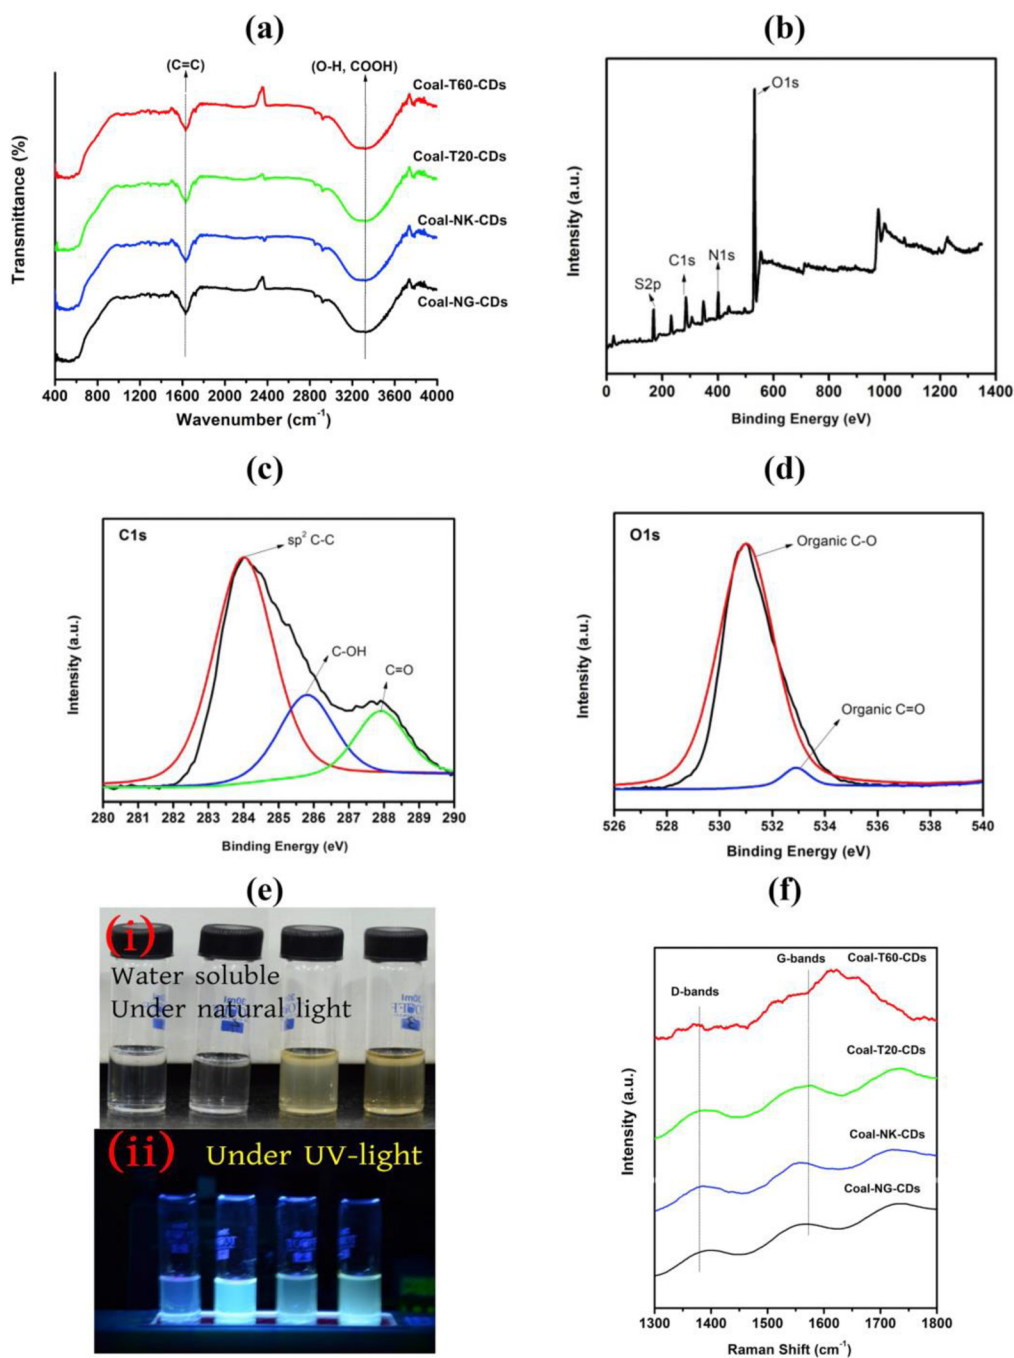 (a)
(C=C)
(O-H, COOH)
Coal-T60-CDs
Coal-T20-CDs
Coal-NK-CDs
Coal-NG-CDs
Transmittance (%)
400 800 1200 1600 2000 2400 2800 3200 3600 4000
Wavenumber (cm⁻¹)
(b)
O1s
N1s
C1s
S2p
Intensity (a.u.)
0 200 400 600 800 1000 1200 1400
Binding Energy (eV)
(c)
C1s
sp² C-C
C-OH
C=O
Intensity (a.u.)
280 281 282 283 284 285 286 287 288 289 290
Binding Energy (eV)
(d)
O1s
Organic C-O
Organic C=O
Intensity (a.u.)
526 528 530 532 534 536 538 540
Binding Energy (eV)
(e)
(i)
Water soluble
Under natural light
(ii) Under UV-light
(f)
G-bands
Coal-T60-CDs
D-bands
Coal-T20-CDs
Coal-NK-CDs
Coal-NG-CDs
Intensity (a.u.)
1300 1400 1500 1600 1700 1800
Raman Shift (cm⁻¹)